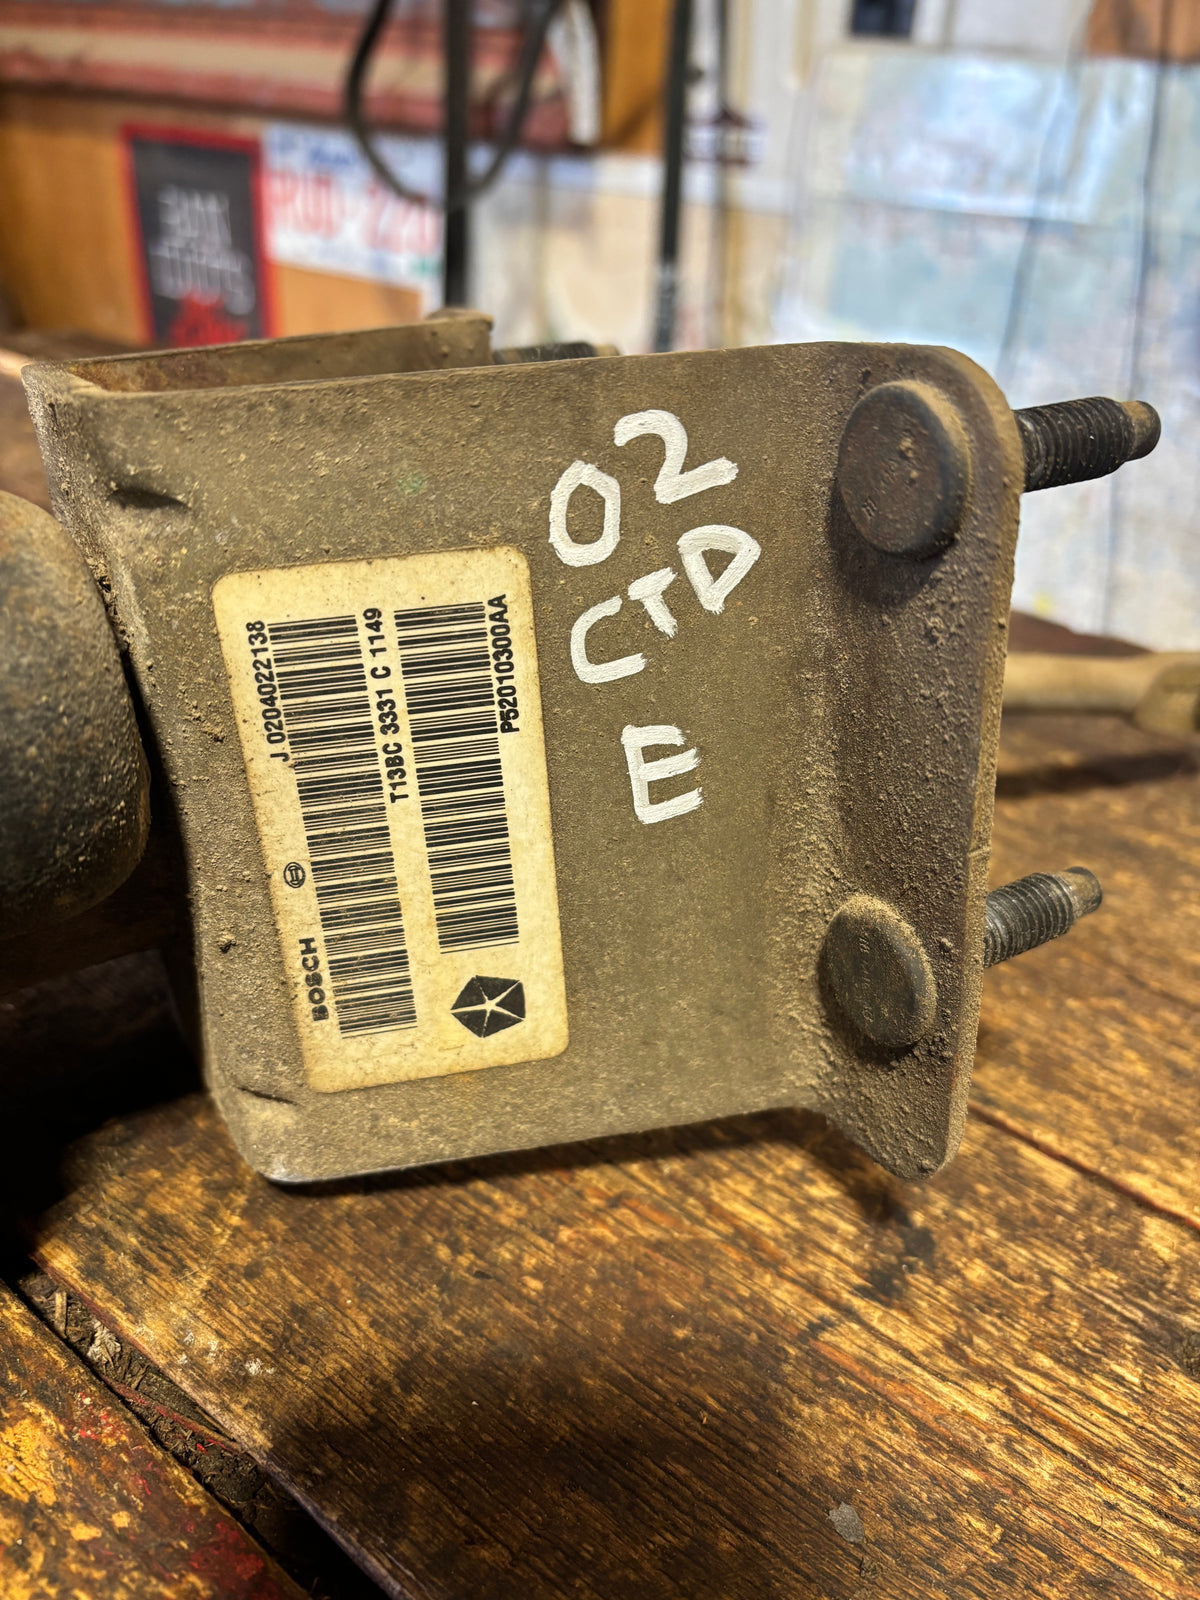 02
CTD
E
J 0204022138
BOSCH
T13BC 3331 C 1149
P52010300AA